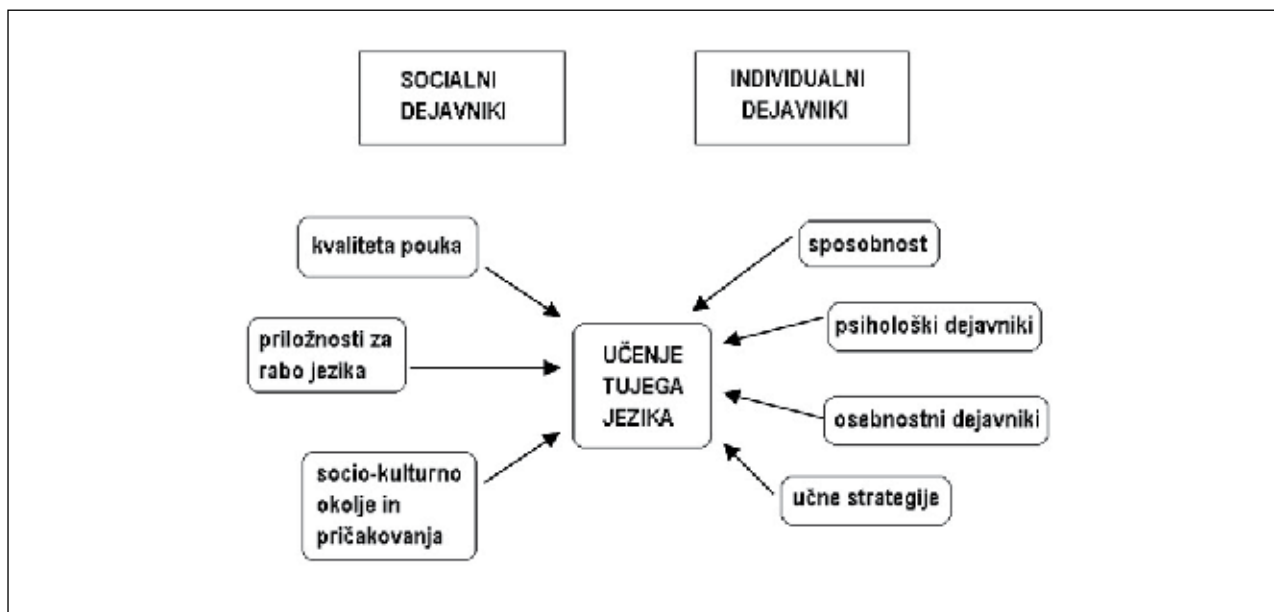 SOCIALNI
DEJAVNIKI
INDIVIDUALNI
DEJAVNIKI
kvaliteta pouka
priložnosti za
rabo jezika
socio-kulturno
okolje in
pričakovanja
UČENJE
TUJEGA
JEZIKA
sposobnost
psihološki dejavniki
osebnostni dejavniki
učne strategije